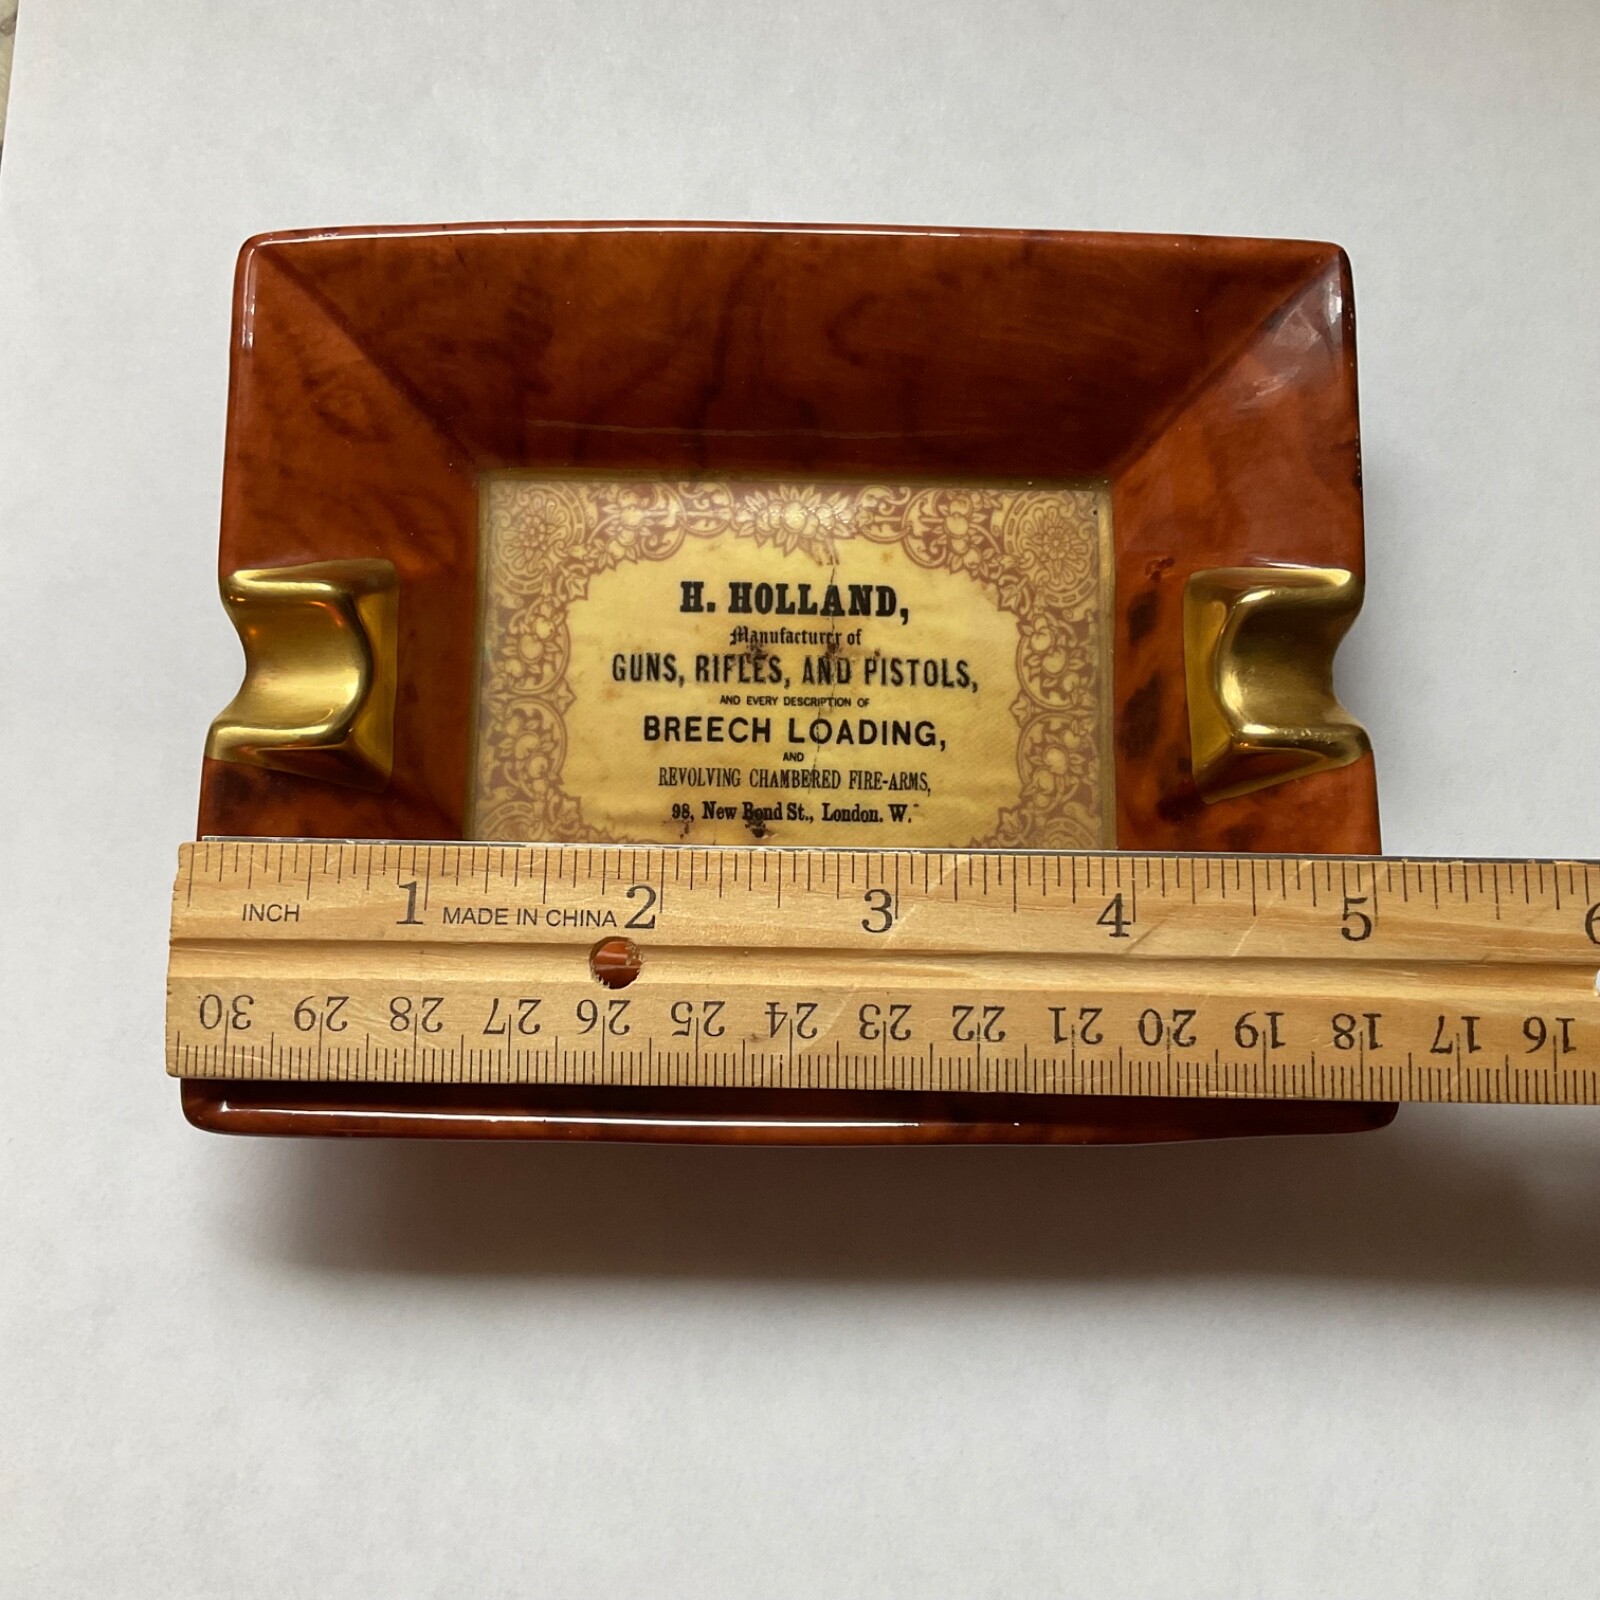 H. HOLLAND,
Manufacturer of
GUNS, RIFLES, AND PISTOLS,
AND EVERY DESCRIPTION OF
BREECH LOADING,
AND
REVOLVING CHAMBERED FIRE-ARMS,
98, New Bond St., London. W.
1 2 3 4 5 6
INCH MADE IN CHINA
30 29 28 27 26 25 24 23 22 21 20 19 18 17 16